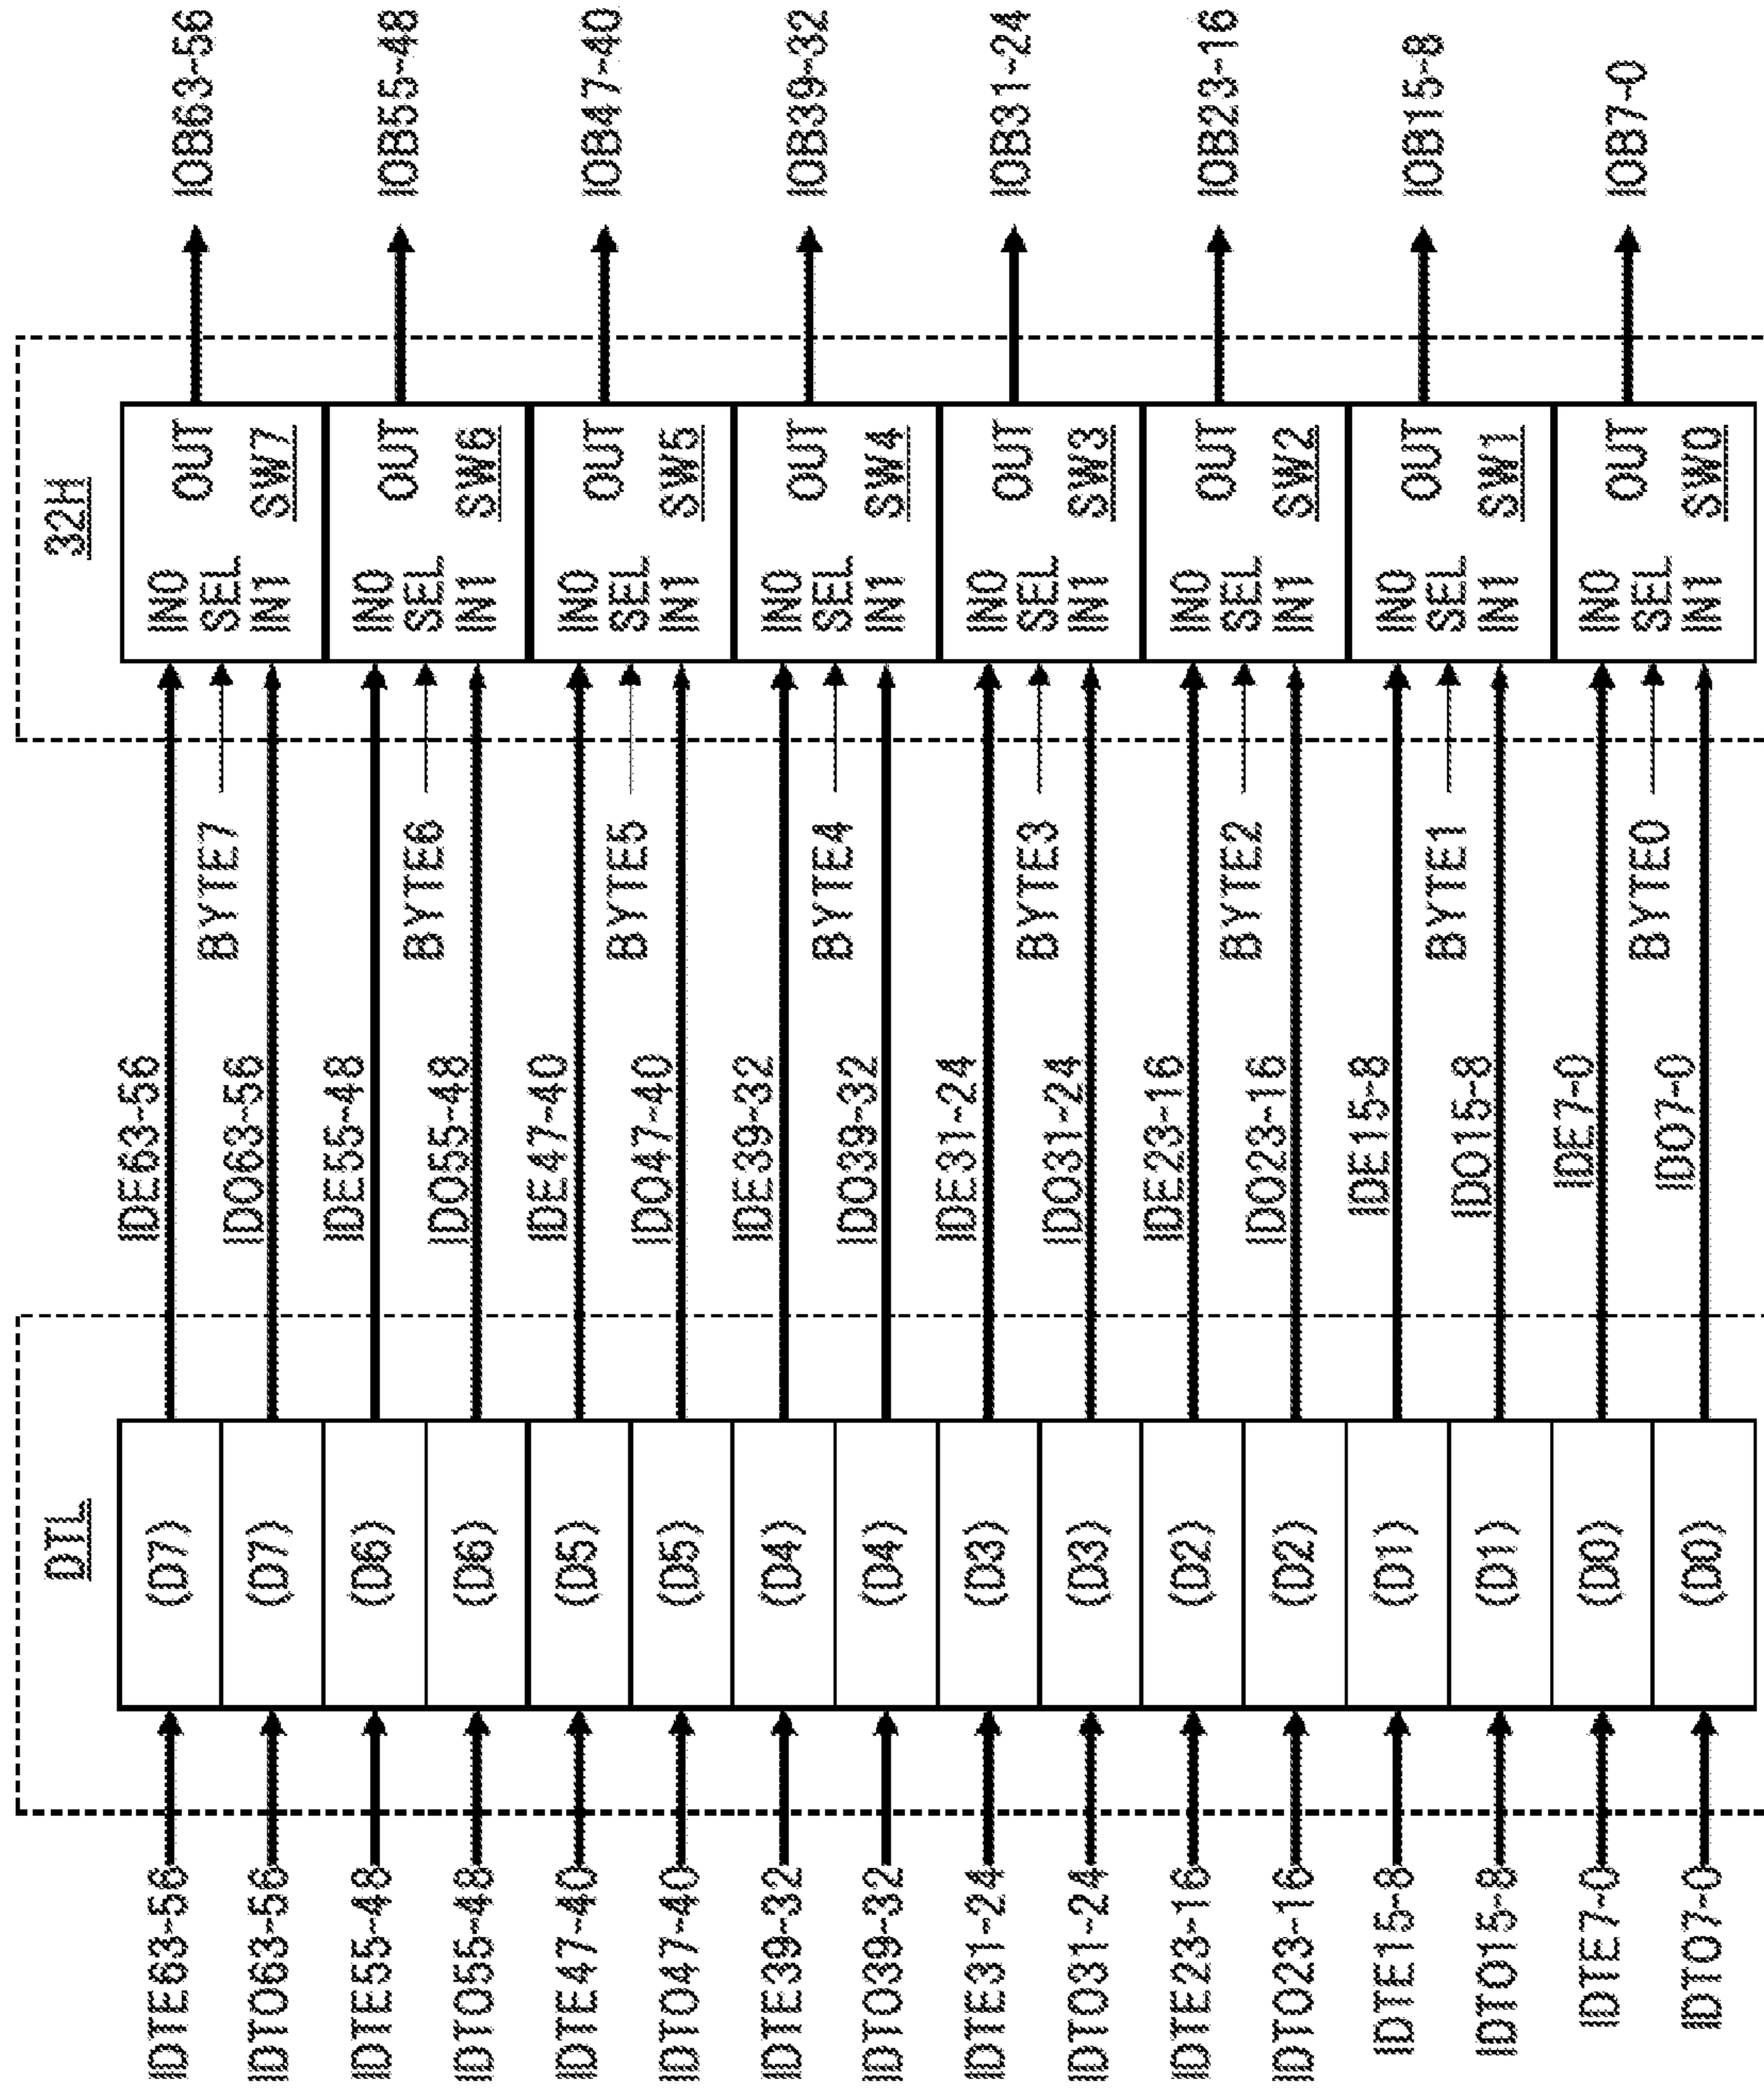 32H
DTL
IDTE63-56
(D7)
IDE63-56
IN0
OUT
IOB63-56
BYTE7
SEL
IDTO63-56
(D7)
IDO63-56
IN1
SW7
IDTE55-48
(D6)
IDE55-48
IN0
OUT
IOB55-48
BYTE6
SEL
IDTO55-48
(D6)
IDO55-48
IN1
SW6
IDTE47-40
(D5)
IDE47-40
IN0
OUT
IOB47-40
BYTE5
SEL
IDTO47-40
(D5)
IDO47-40
IN1
SW5
IDTE39-32
(D4)
IDE39-32
IN0
OUT
IOB39-32
BYTE4
SEL
IDTO39-32
(D4)
IDO39-32
IN1
SW4
IDTE31-24
(D3)
IDE31-24
IN0
OUT
IOB31-24
BYTE3
SEL
IDTO31-24
(D3)
IDO31-24
IN1
SW3
IDTE23-16
(D2)
IDE23-16
IN0
OUT
IOB23-16
BYTE2
SEL
IDTO23-16
(D2)
IDO23-16
IN1
SW2
IDTE15-8
(D1)
IDE15-8
IN0
OUT
IOB15-8
BYTE1
SEL
IDTO15-8
(D1)
IDO15-8
IN1
SW1
IDTE7-0
(D0)
IDE7-0
IN0
OUT
IOB7-0
BYTE0
SEL
IDTO7-0
(D0)
IDO7-0
IN1
SW0